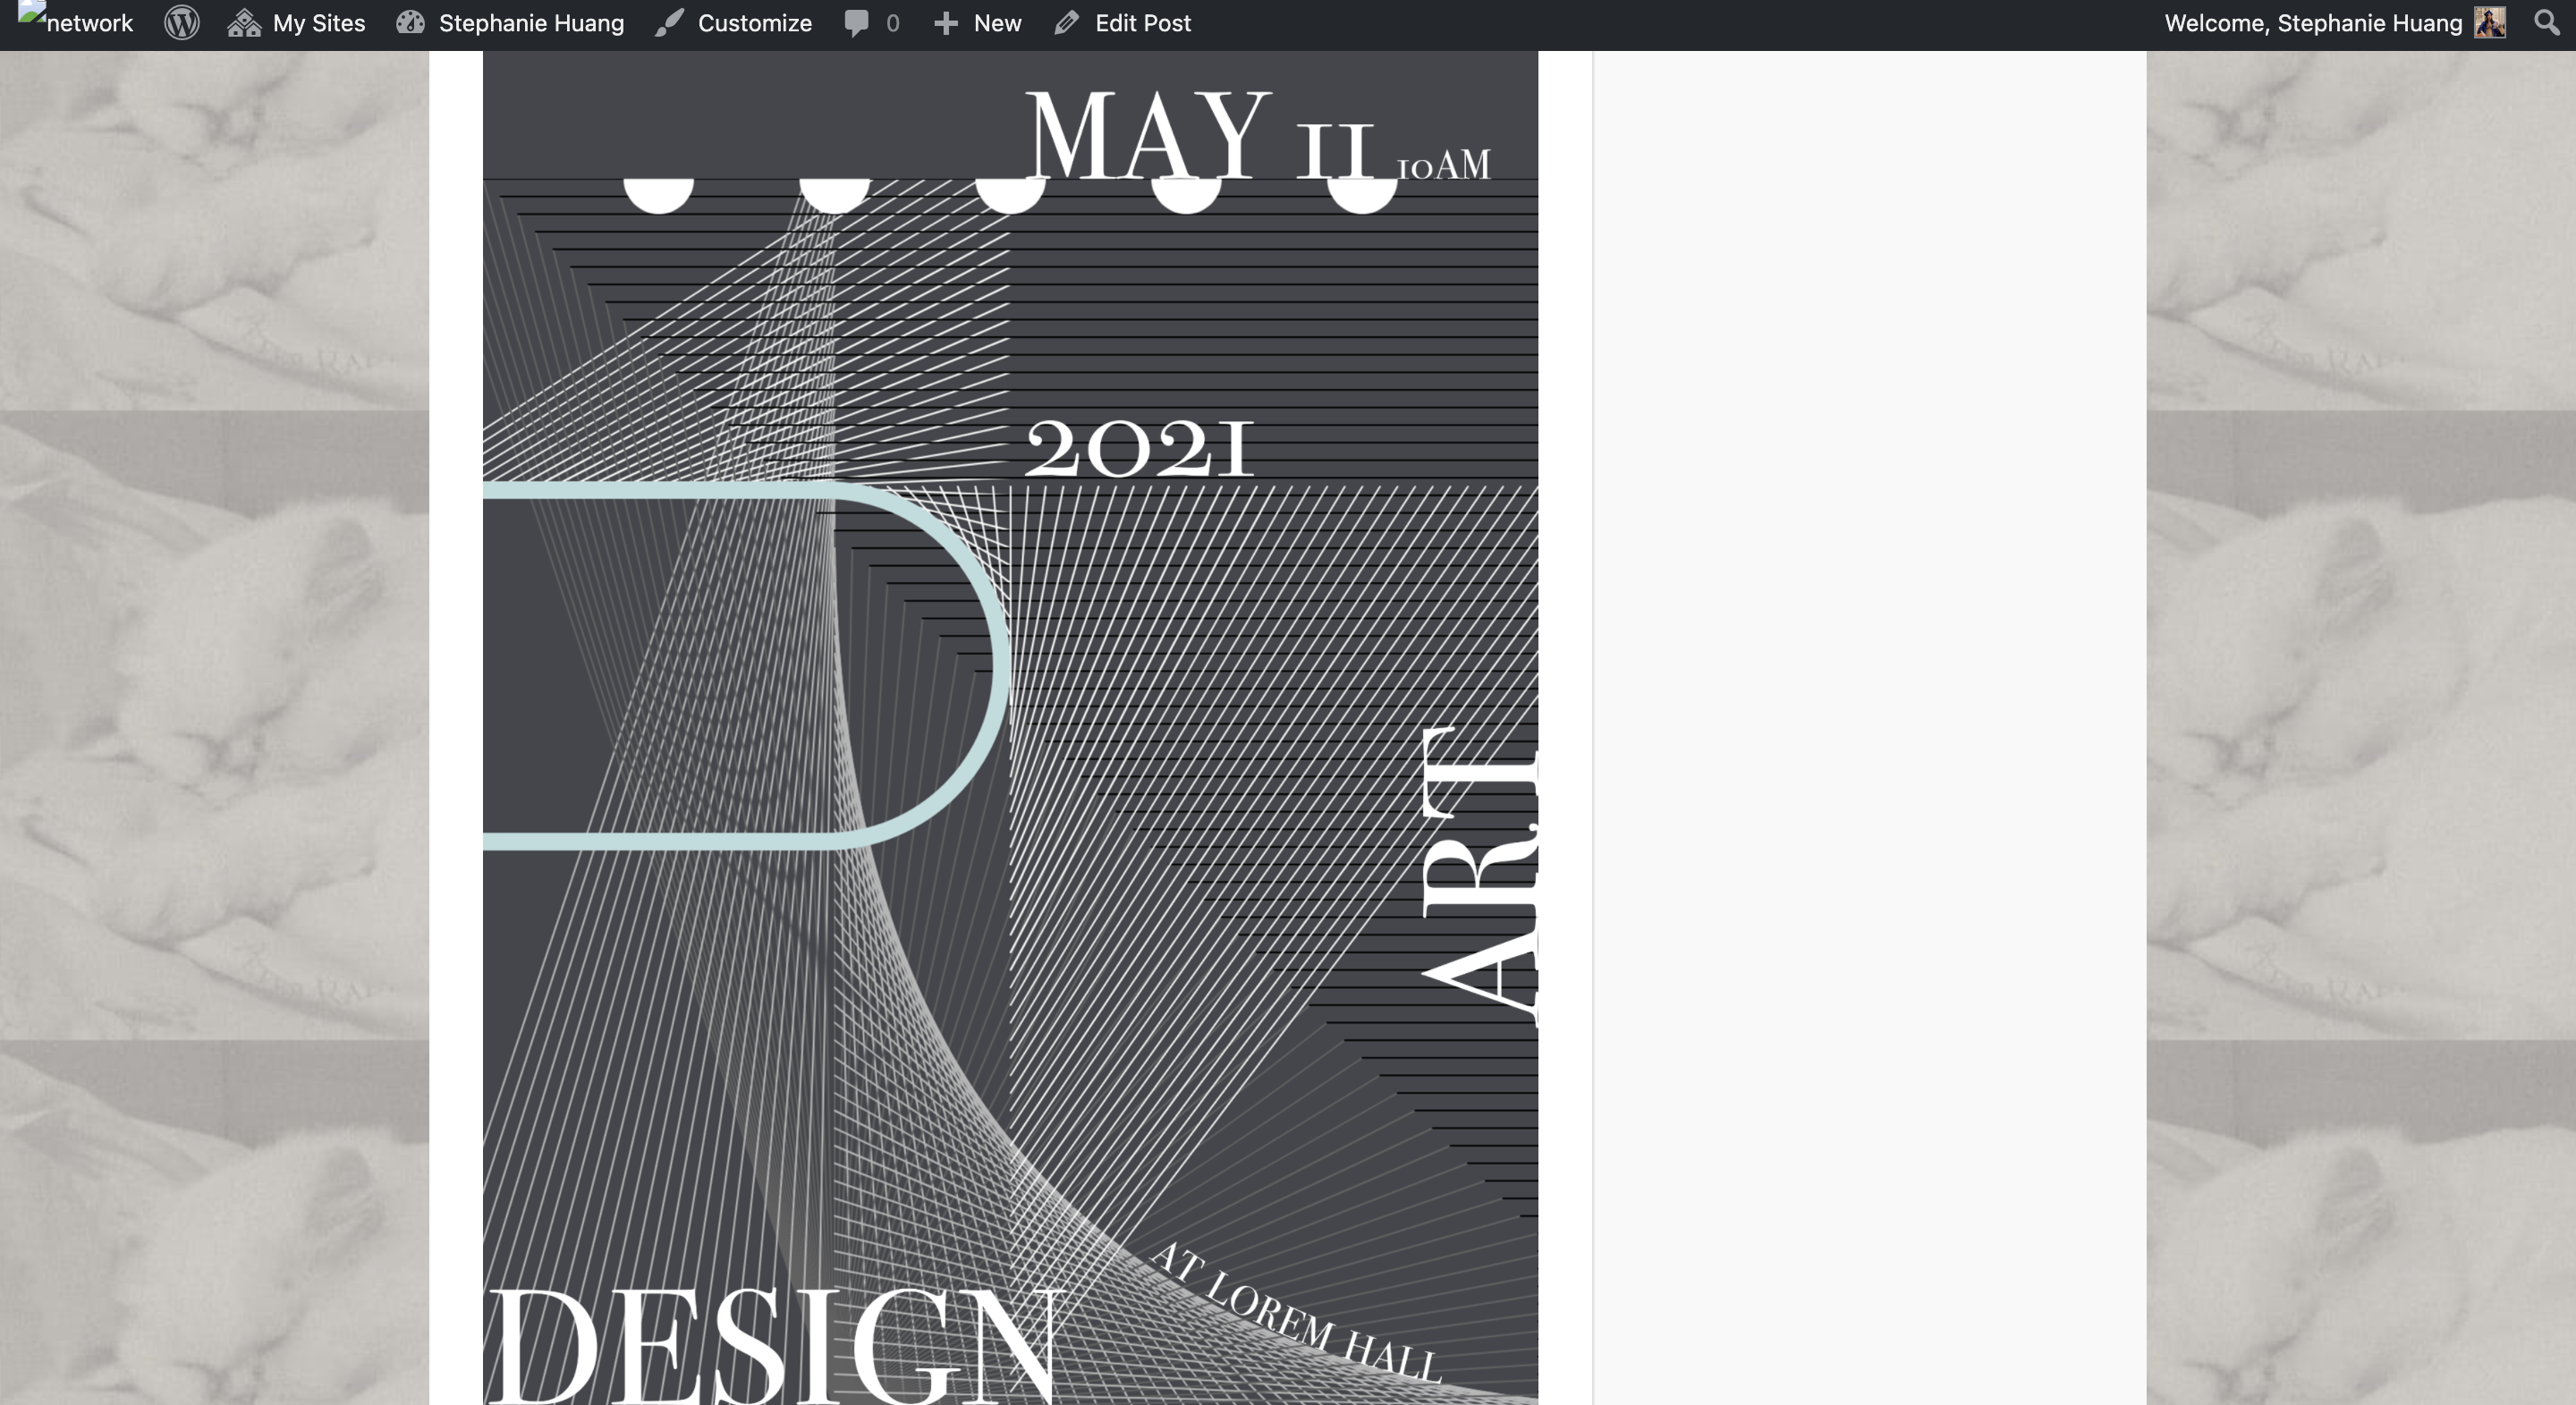 network My Sites Stephanie Huang Customize 0 New Edit Post Welcome, Stephanie Huang
MAY 11 10AM
2021
ART
AT LOREM HALL
DESIGN